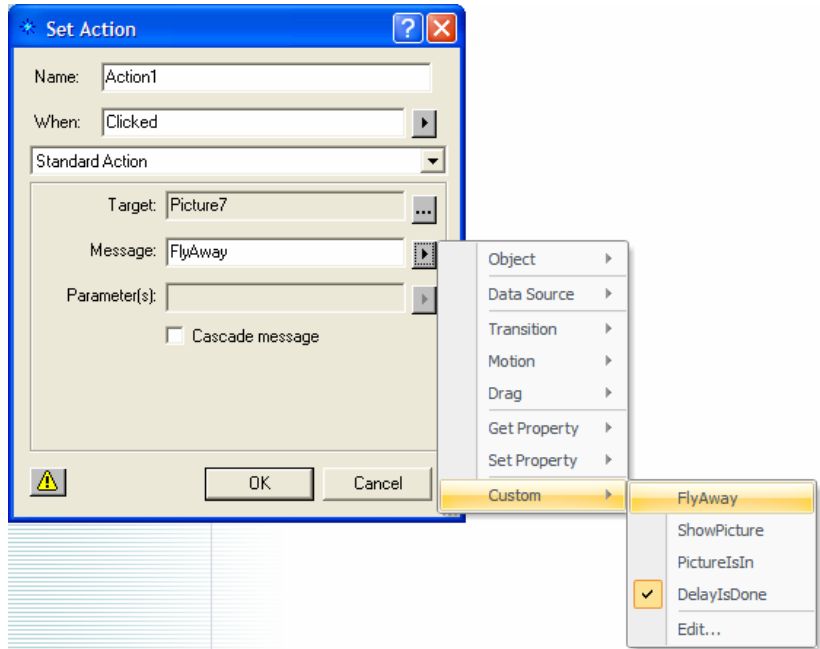 Set Action
Name: Action1
When: Clicked
Standard Action
Target: Picture7 ...
Message: FlyAway
Parameter(s):
Cascade message
OK Cancel
Object
Data Source
Transition
Motion
Drag
Get Property
Set Property
Custom
FlyAway
ShowPicture
PictureIsIn
DelayIsDone
Edit...